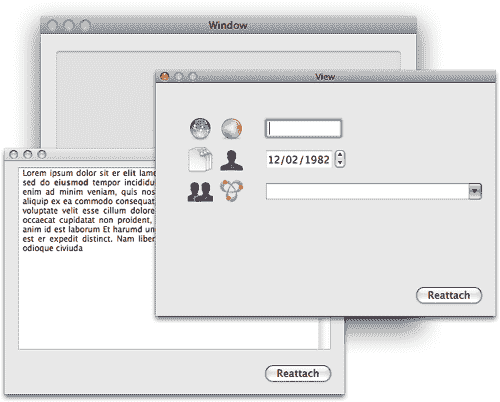 Window
View
12/02/1982
Lorem ipsum dolor sit er elit lame
sed do eiusmod tempor incididu
enim ad minim veniam, quis nos
aliquip ex ea commodo consequat
voluptate velit esse cillum dolore
occaecat cupidatat non proident,
anim id est laborum Et harumd un
est er expedit distinct. Nam liber
odioque civiuda
Reattach
Reattach